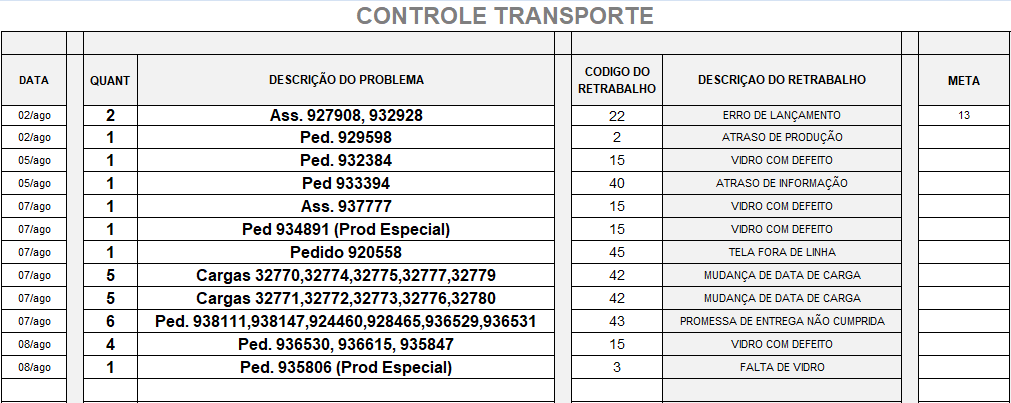 CONTROLE TRANSPORTE
DATA QUANT DESCRIÇÃO DO PROBLEMA CODIGO DO RETRABALHO DESCRIÇAO DO RETRABALHO META
02/ago 2 Ass. 927908, 932928 22 ERRO DE LANÇAMENTO 13
02/ago 1 Ped. 929598 2 ATRASO DE PRODUÇÃO
05/ago 1 Ped. 932384 15 VIDRO COM DEFEITO
05/ago 1 Ped 933394 40 ATRASO DE INFORMAÇÃO
07/ago 1 Ass. 937777 15 VIDRO COM DEFEITO
07/ago 1 Ped 934891 (Prod Especial) 15 VIDRO COM DEFEITO
07/ago 1 Pedido 920558 45 TELA FORA DE LINHA
07/ago 5 Cargas 32770,32774,32775,32777,32779 42 MUDANÇA DE DATA DE CARGA
07/ago 5 Cargas 32771,32772,32773,32776,32780 42 MUDANÇA DE DATA DE CARGA
07/ago 6 Ped. 938111,938147,924460,928465,936529,936531 43 PROMESSA DE ENTREGA NÃO CUMPRIDA
08/ago 4 Ped. 936530, 936615, 935847 15 VIDRO COM DEFEITO
08/ago 1 Ped. 935806 (Prod Especial) 3 FALTA DE VIDRO